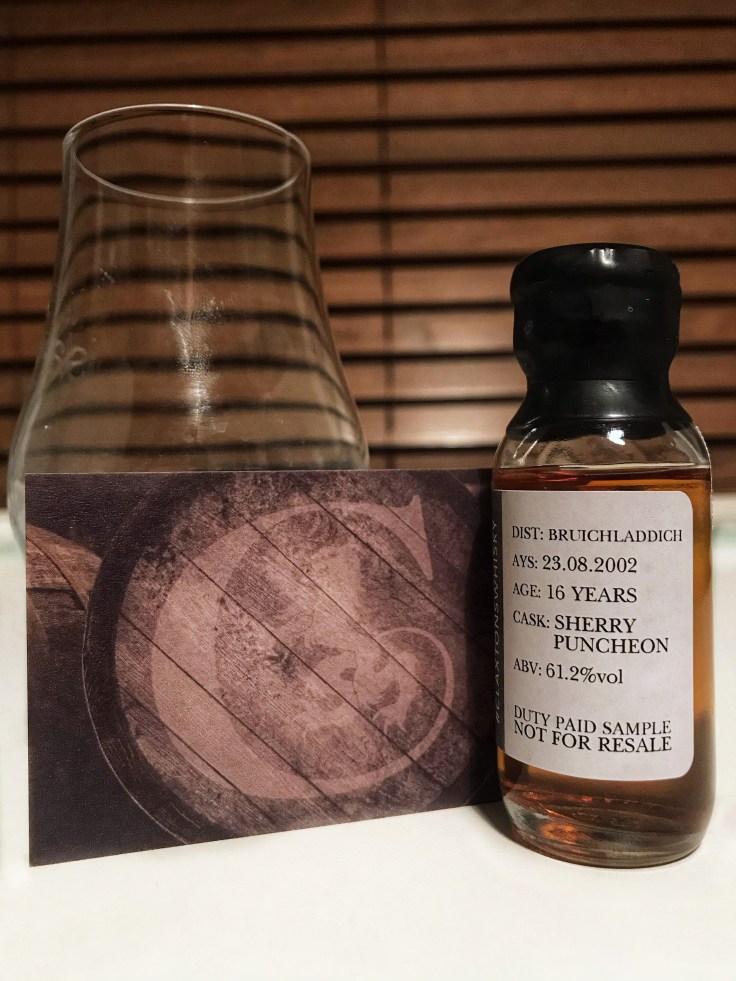 #CLAXTONSWHISKY
DIST: BRUICHLADDICH
AYS: 23.08.2002
AGE: 16 YEARS
CASK: SHERRY
PUNCHEON
ABV: 61.2%vol
DUTY PAID SAMPLE
NOT FOR RESALE